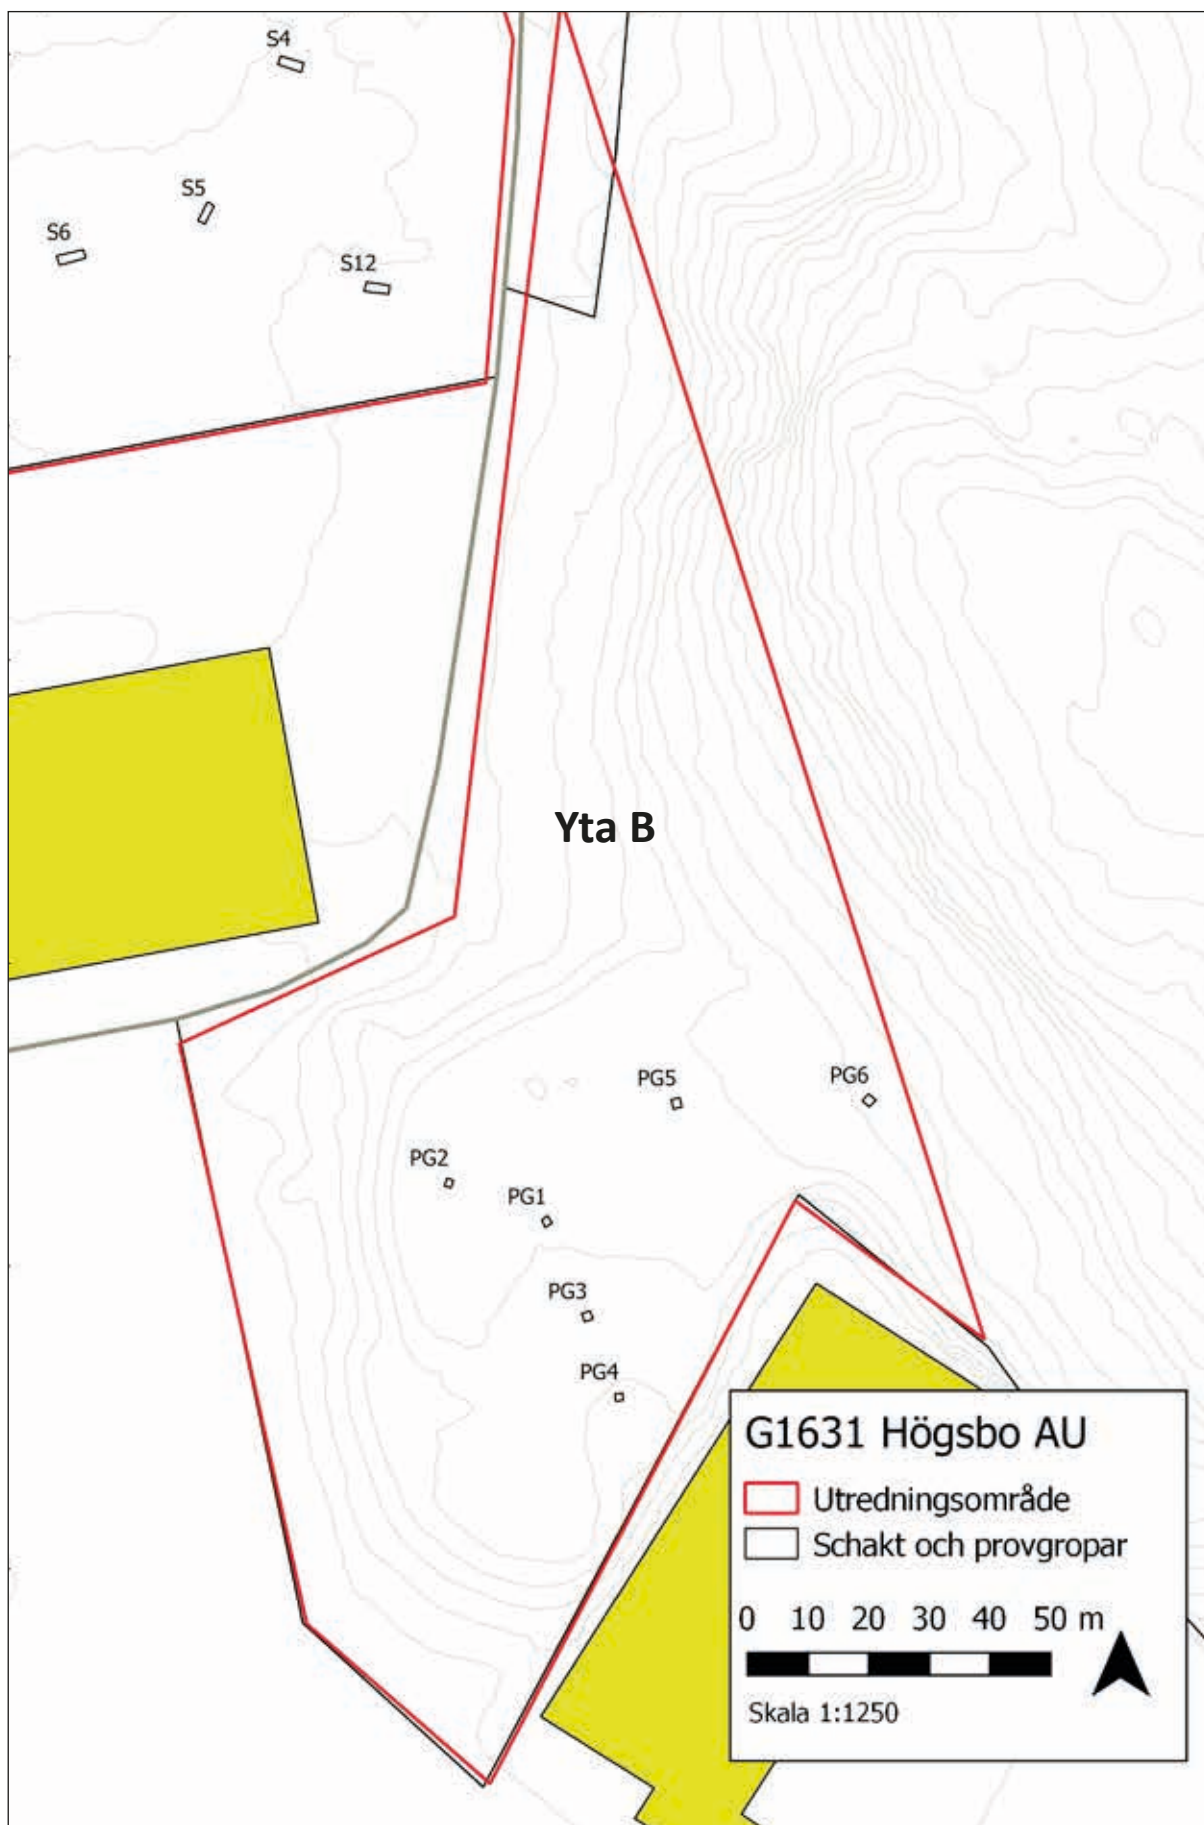 S4
S5
S6
S12
Yta B
PG5
PG6
PG2
PG1
PG3
PG4
G1631 Högsbo AU
Utredningsområde
Schakt och provgropar
0 10 20 30 40 50 m
Skala 1:1250